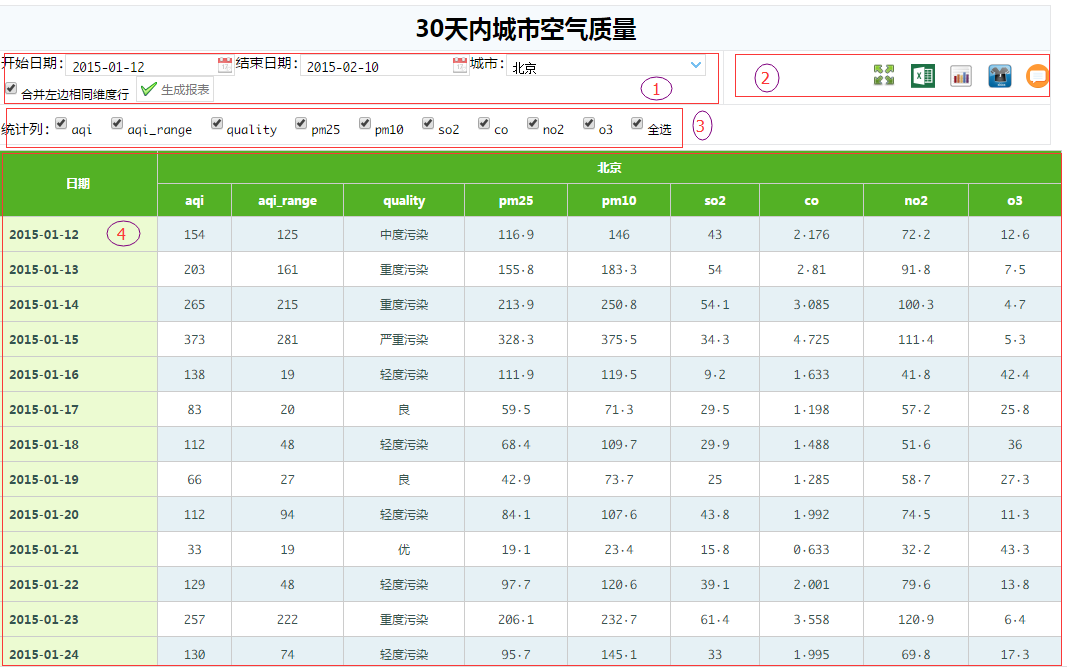 30天内城市空气质量
开始日期: 2015-01-12 结束日期: 2015-02-10 城市: 北京
合并左边相同维度行 生成报表 1 2
统计列: aqi aqi_range quality pm25 pm10 so2 co no2 o3 全选 3
日期 北京
aqi aqi_range quality pm25 pm10 so2 co no2 o3
2015-01-12 4 154 125 中度污染 116.9 146 43 2.176 72.2 12.6
2015-01-13 203 161 重度污染 155.8 183.3 54 2.81 91.8 7.5
2015-01-14 265 215 重度污染 213.9 250.8 54.1 3.085 100.3 4.7
2015-01-15 373 281 严重污染 328.3 375.5 34.3 4.725 111.4 5.3
2015-01-16 138 19 轻度污染 111.9 119.5 9.2 1.633 41.8 42.4
2015-01-17 83 20 良 59.5 71.3 29.5 1.198 57.2 25.8
2015-01-18 112 48 轻度污染 68.4 109.7 29.9 1.488 51.6 36
2015-01-19 66 27 良 42.9 73.7 25 1.285 58.7 27.3
2015-01-20 112 94 轻度污染 84.1 107.6 43.8 1.992 74.5 11.3
2015-01-21 33 19 优 19.1 23.4 15.8 0.633 32.2 43.3
2015-01-22 129 48 轻度污染 97.7 120.6 39.1 2.001 79.6 13.8
2015-01-23 257 222 重度污染 206.1 232.7 61.4 3.558 120.9 6.4
2015-01-24 130 74 轻度污染 95.7 145.1 33 1.995 69.8 17.3